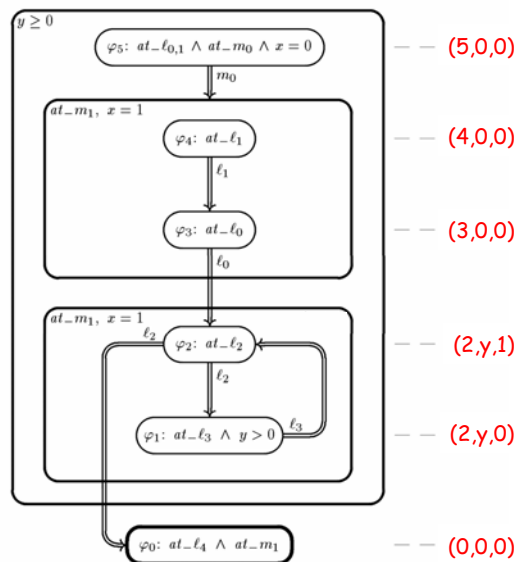 y ≥ 0
φ₅: at_ℓ₀,₁ ∧ at_m₀ ∧ x = 0
(5,0,0)
m₀
at_m₁, x = 1
φ₄: at_ℓ₁
(4,0,0)
ℓ₁
φ₃: at_ℓ₀
(3,0,0)
ℓ₀
at_m₁, x = 1
ℓ₂
φ₂: at_ℓ₂
(2,y,1)
ℓ₂
φ₁: at_ℓ₃ ∧ y > 0
ℓ₃
(2,y,0)
φ₀: at_ℓ₄ ∧ at_m₁
(0,0,0)